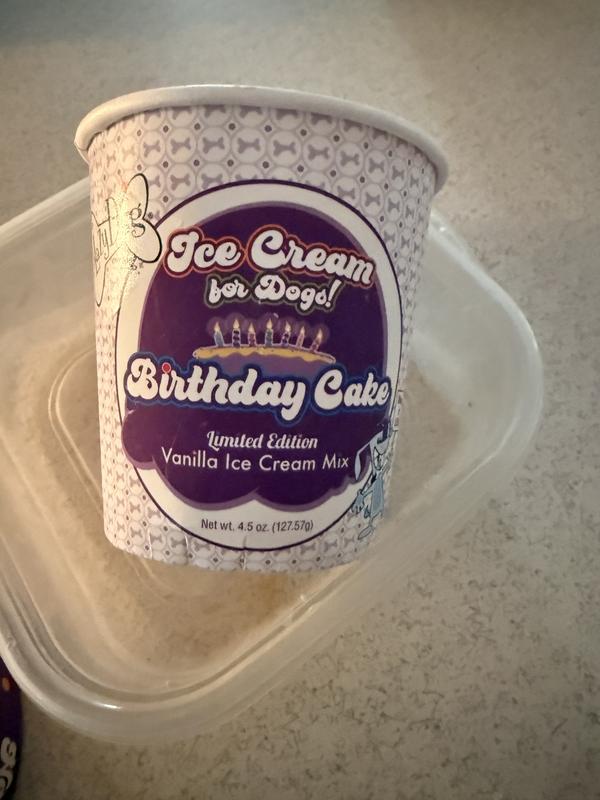 Ice Cream
for Dogs!
Birthday Cake
Limited Edition
Vanilla Ice Cream Mix
Net wt. 4.5 oz. (127.57g)